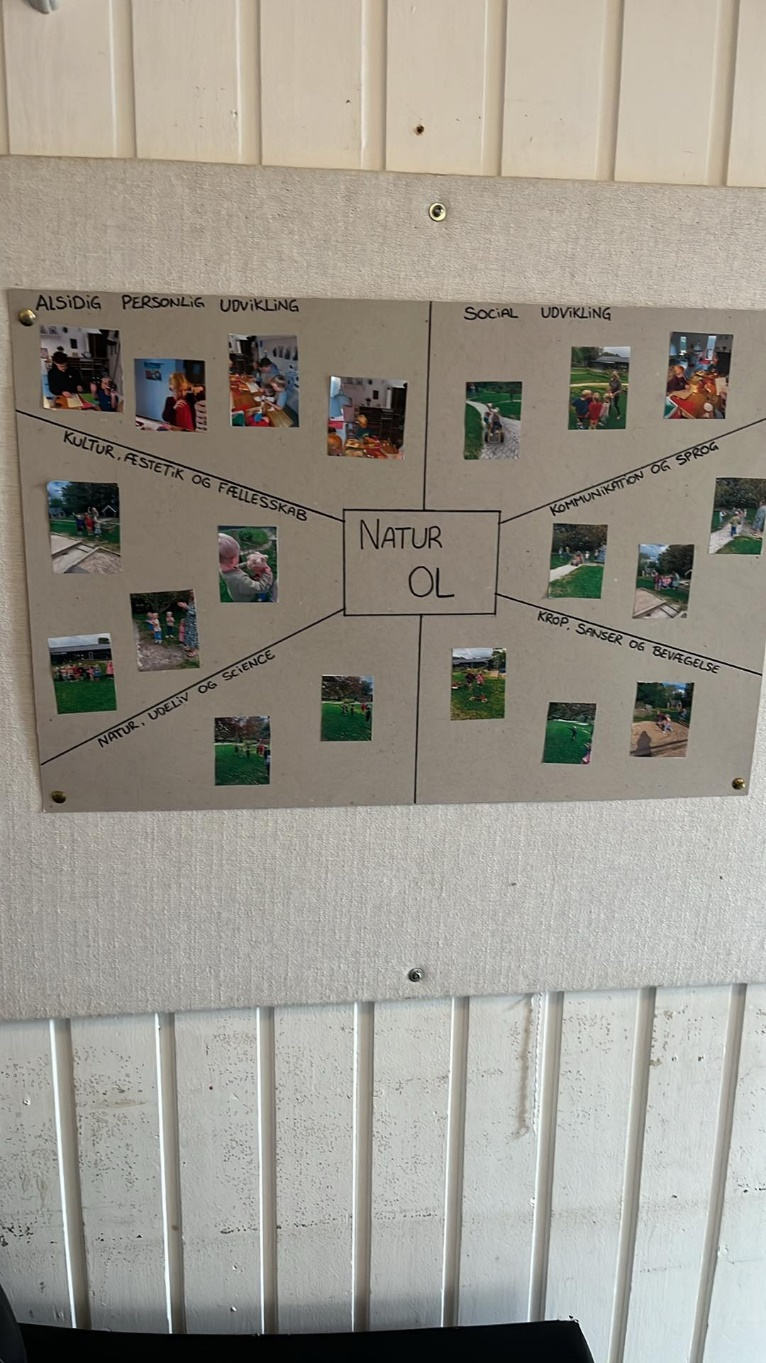 ALSIDIG PERSONLIG UDVIKLING
SOCIAL UDVIKLING
KULTUR, ÆSTETIK OG FÆLLESSKAB
KOMMUNIKATION OG SPROG
NATUR
OL
NATUR, UDELIV OG SCIENCE
KROP, SANSER OG BEVÆGELSE